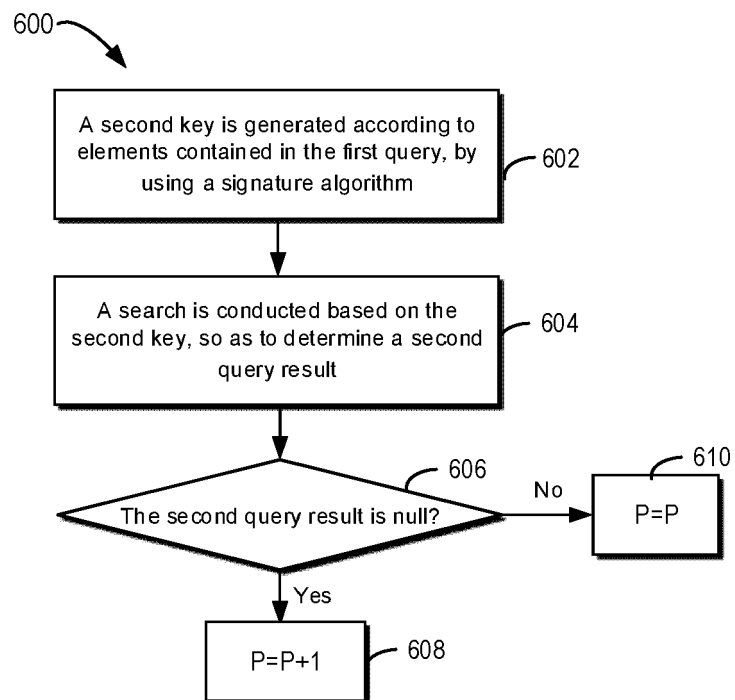 600
A second key is generated according to
elements contained in the first query, by
using a signature algorithm
602
A search is conducted based on the
second key, so as to determine a second
query result
604
606
The second query result is null?
No
610
P=P
Yes
P=P+1
608